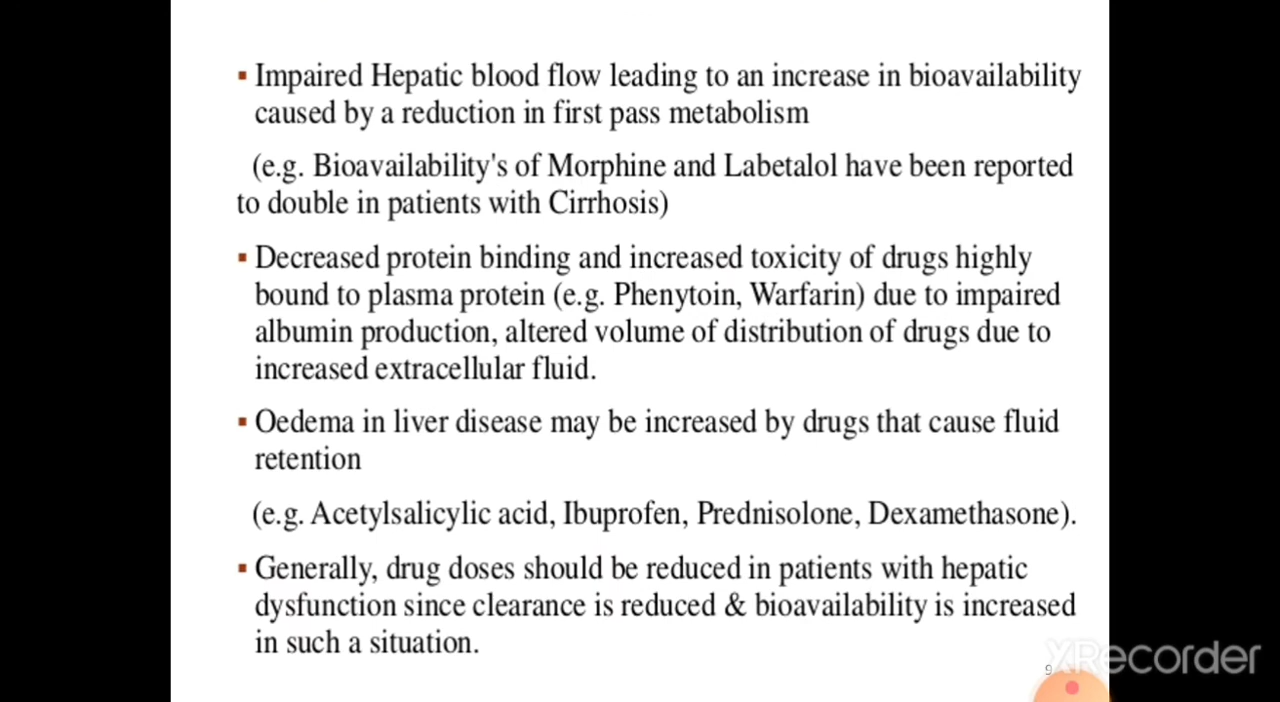 ▪ Impaired Hepatic blood flow leading to an increase in bioavailability
caused by a reduction in first pass metabolism
(e.g. Bioavailability's of Morphine and Labetalol have been reported
to double in patients with Cirrhosis)
▪ Decreased protein binding and increased toxicity of drugs highly
bound to plasma protein (e.g. Phenytoin, Warfarin) due to impaired
albumin production, altered volume of distribution of drugs due to
increased extracellular fluid.
▪ Oedema in liver disease may be increased by drugs that cause fluid
retention
(e.g. Acetylsalicylic acid, Ibuprofen, Prednisolone, Dexamethasone).
▪ Generally, drug doses should be reduced in patients with hepatic
dysfunction since clearance is reduced & bioavailability is increased
in such a situation.
9
XRecorder